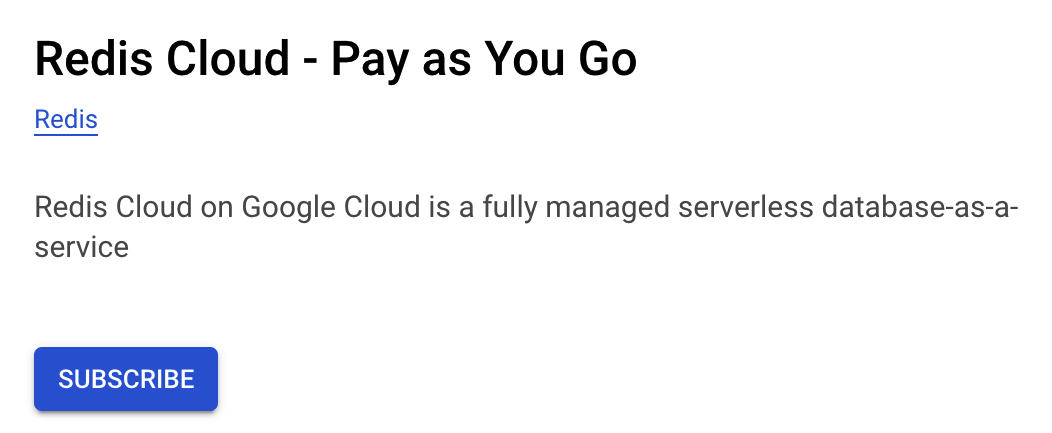 Redis Cloud - Pay as You Go
Redis
Redis Cloud on Google Cloud is a fully managed serverless database-as-a-
service
SUBSCRIBE